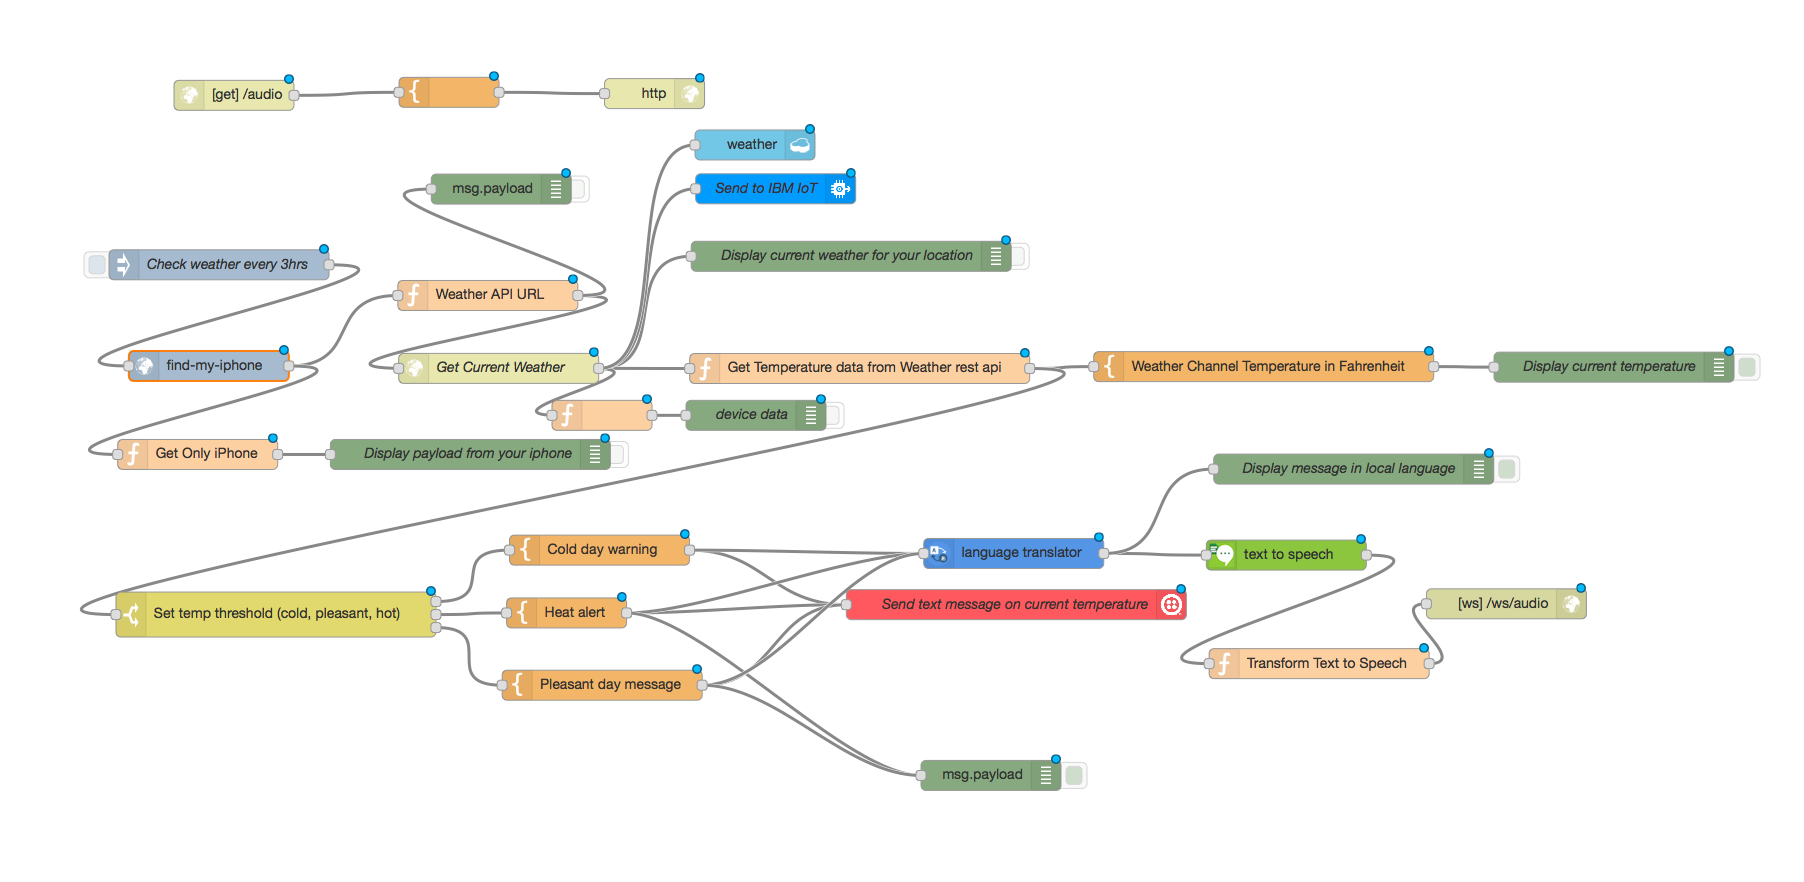 [get] /audio
http
weather
msg.payload
Send to IBM IoT
Display current weather for your location
Check weather every 3hrs
Weather API URL
find-my-iphone
Get Current Weather
Get Temperature data from Weather rest api
Weather Channel Temperature in Fahrenheit
Display current temperature
device data
Get Only iPhone
Display payload from your iphone
Display message in local language
Cold day warning
language translator
text to speech
Set temp threshold (cold, pleasant, hot)
Heat alert
Send text message on current temperature
[ws] /ws/audio
Transform Text to Speech
Pleasant day message
msg.payload